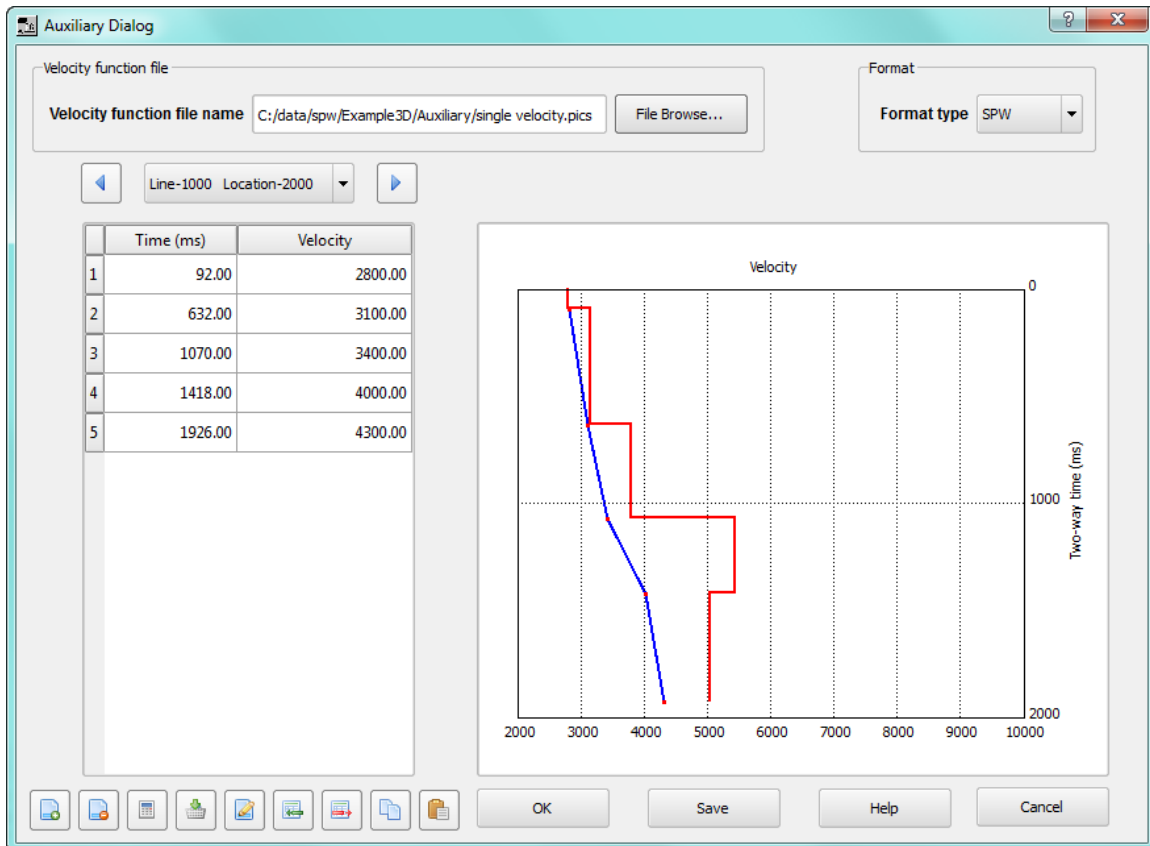 Auxiliary Dialog
?
X
Velocity function file
Velocity function file name C:/data/spw/Example3D/Auxiliary/single velocity.pics File Browse...
Format
Format type SPW
Line-1000 Location-2000
Time (ms) Velocity
1 92.00 2800.00
2 632.00 3100.00
3 1070.00 3400.00
4 1418.00 4000.00
5 1926.00 4300.00
Velocity
0
1000
2000
Two-way time (ms)
2000 3000 4000 5000 6000 7000 8000 9000 10000
OK Save Help Cancel